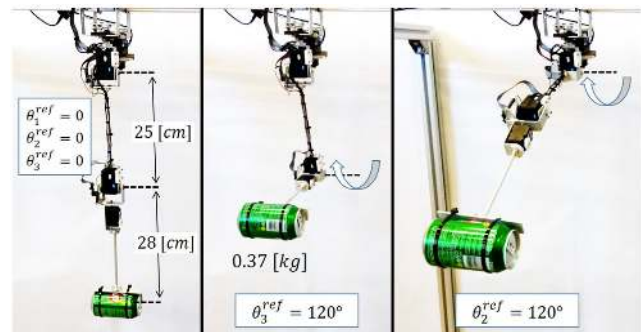 θ₁ʳᵉᶠ = 0
θ₂ʳᵉᶠ = 0
θ₃ʳᵉᶠ = 0
25 [cm]
28 [cm]
0.37 [kg]
θ₃ʳᵉᶠ = 120°
θ₂ʳᵉᶠ = 120°